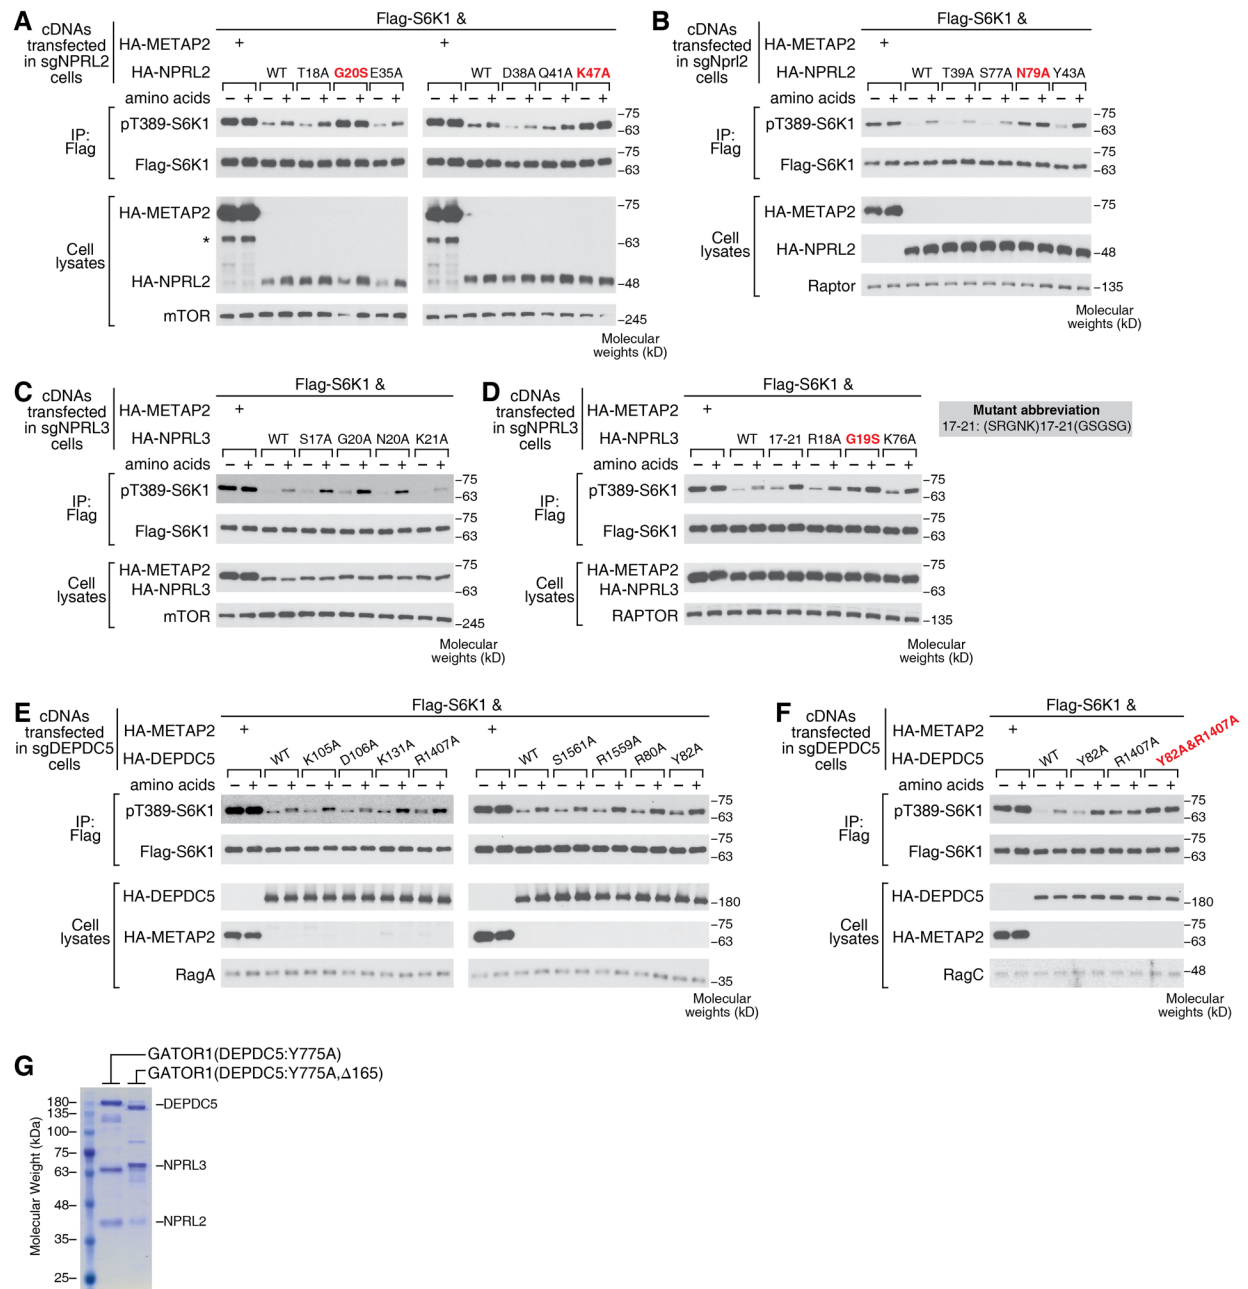 A
cDNAs transfected in sgNPRL2 cells
Flag-S6K1 &
HA-METAP2 +
+
HA-NPRL2 WT T18A G20S E35A
WT D38A Q41A K47A
amino acids – + – + – + – + – +
– + – + – + – + – +
IP: Flag
pT389-S6K1
–75
–63
Flag-S6K1
–75
–63
Cell lysates
HA-METAP2
–75
*
–63
HA-NPRL2
–48
mTOR
–245
Molecular weights (kD)
B
cDNAs transfected in sgNprl2 cells
Flag-S6K1 &
HA-METAP2 +
HA-NPRL2 WT T39A S77A N79A Y43A
amino acids – + – + – + – + – + – +
IP: Flag
pT389-S6K1
–75
–63
Flag-S6K1
–75
–63
Cell lysates
HA-METAP2
–75
HA-NPRL2
–48
Raptor
–135
Molecular weights (kD)
C
cDNAs transfected in sgNPRL3 cells
Flag-S6K1 &
HA-METAP2 +
HA-NPRL3 WT S17A G20A N20A K21A
amino acids – + – + – + – + – + – +
IP: Flag
pT389-S6K1
–75
–63
Flag-S6K1
–75
–63
Cell lysates
HA-METAP2
HA-NPRL3
–75
–63
mTOR
–245
Molecular weights (kD)
D
cDNAs transfected in sgNPRL3 cells
Flag-S6K1 &
HA-METAP2 +
HA-NPRL3 WT 17-21 R18A G19S K76A
amino acids – + – + – + – + – + – +
IP: Flag
pT389-S6K1
–75
–63
Flag-S6K1
–75
–63
Cell lysates
HA-METAP2
HA-NPRL3
–75
–63
RAPTOR
–135
Molecular weights (kD)
Mutant abbreviation
17-21: (SRGNK)17-21(GSGSG)
E
cDNAs transfected in sgDEPDC5 cells
Flag-S6K1 &
HA-METAP2 +
+
HA-DEPDC5 WT K105A D106A K131A R1407A
WT S1561A R1559A R80A Y82A
amino acids – + – + – + – + – + – +
– + – + – + – + – + – +
IP: Flag
pT389-S6K1
–75
–63
Flag-S6K1
–75
–63
Cell lysates
HA-DEPDC5
–180
HA-METAP2
–75
–63
RagA
–35
Molecular weights (kD)
F
cDNAs transfected in sgDEPDC5 cells
Flag-S6K1 &
HA-METAP2 +
HA-DEPDC5 WT Y82A R1407A Y82A&R1407A
amino acids – + – + – + – + – +
IP: Flag
pT389-S6K1
–75
–63
Flag-S6K1
–75
–63
Cell lysates
HA-DEPDC5
–180
HA-METAP2
–75
–63
RagC
–48
Molecular weights (kD)
G
GATOR1(DEPDC5:Y775A)
GATOR1(DEPDC5:Y775A,Δ165)
Molecular Weight (kDa)
180–
135–
100–
75–
63–
48–
35–
25–
–DEPDC5
–NPRL3
–NPRL2